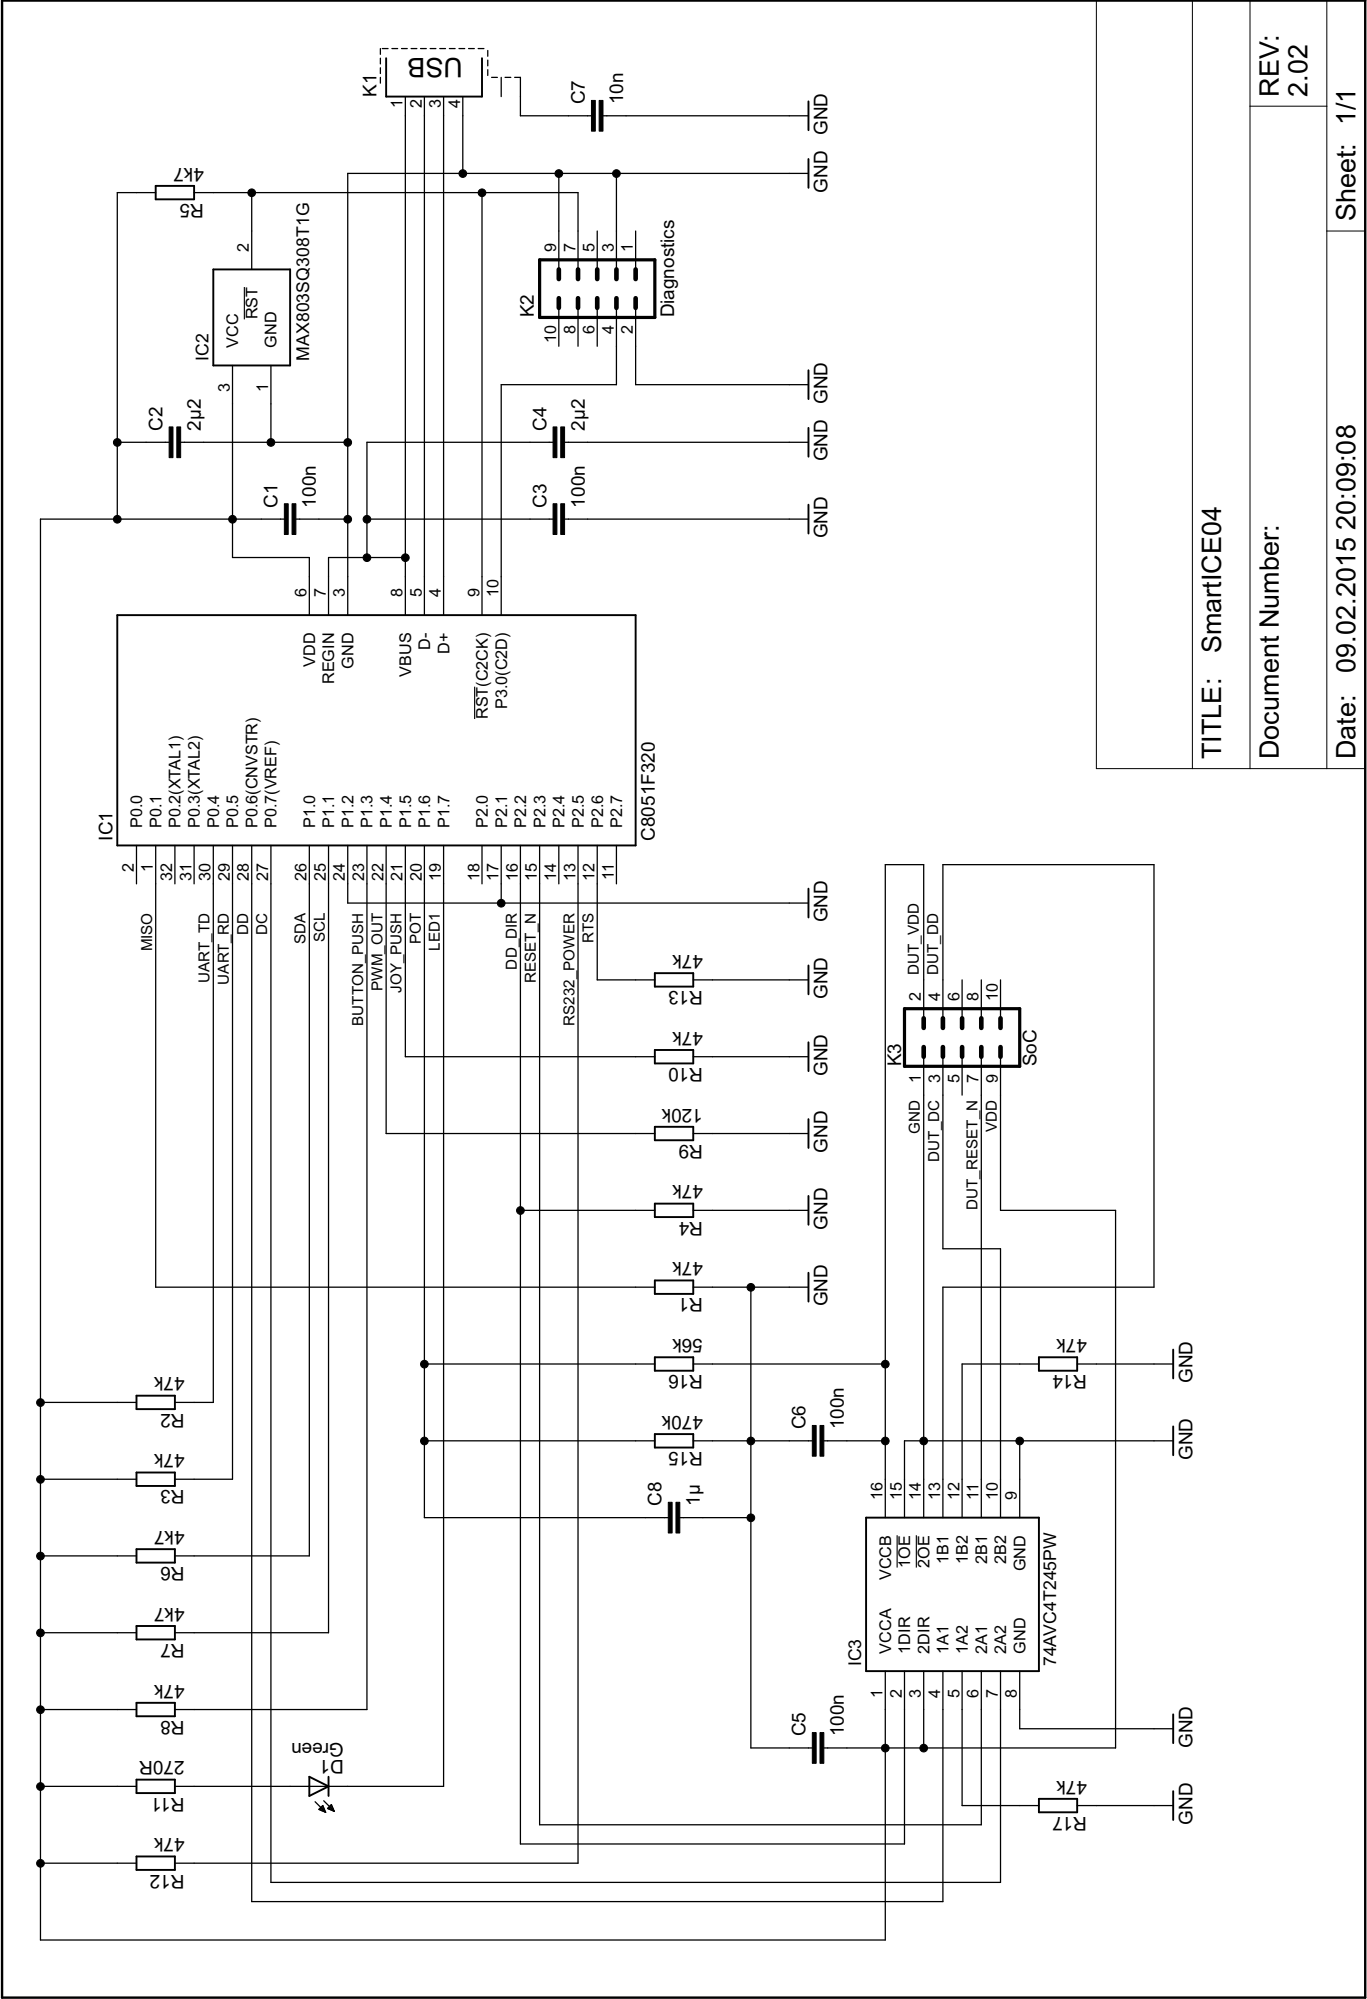 IC1
P0.0
P0.1
P0.2(XTAL1)
P0.3(XTAL2)
P0.4
P0.5
P0.6(CNVSTR)
P0.7(VREF)
P1.0
P1.1
P1.2
P1.3
P1.4
P1.5
P1.6
P1.7
P2.0
P2.1
P2.2
P2.3
P2.4
P2.5
P2.6
P2.7
C8051F320
VDD
REGIN
GND
VBUS
D-
D+
RST(C2CK)
P3.0(C2D)
6
7
3
8
5
4
9
10
2
1
32
31
30
29
28
27
26
25
24
23
22
21
20
19
18
17
16
15
14
13
12
11
MISO
UART_TD
UART_RD
DD
DC
SDA
SCL
BUTTON_PUSH
PWM_OUT
JOY_PUSH
POT
LED1
DD_DIR
RESET_N
RS232_POWER
RTS
R12
47k
R11
270R
R8
47k
R7
4k7
R6
4k7
R3
47k
R2
47k
D1
Green
R5
4k7
IC2
VCC
RST
GND
MAX803SQ308T1G
3
1
2
C2
2µ2
C1
100n
C4
2µ2
C3
100n
GND
GND
GND
K1
USB
1
2
3
4
C7
10n
GND
GND
K2
Diagnostics
10
8
6
4
2
9
7
5
3
1
C8
1µ
R15
470k
R16
56k
R1
47k
R4
47k
R9
120k
R10
47k
R13
47k
GND
GND
GND
GND
GND
GND
C5
100n
C6
100n
IC3
VCCA
1DIR
2DIR
1A1
1A2
2A1
2A2
GND
VCCB
1OE
2OE
1B1
1B2
2B1
2B2
GND
74AVC4T245PW
1
2
3
4
5
6
7
8
16
15
14
13
12
11
10
9
R17
47k
GND
GND
R14
47k
GND
GND
K3
SoC
GND
DUT_DC
DUT_RESET_N
VDD
1
3
5
7
9
2
4
6
8
10
DUT_VDD
DUT_DD
TITLE: SmartICE04
Document Number:
REV:
2.02
Date: 09.02.2015 20:09:08
Sheet: 1/1